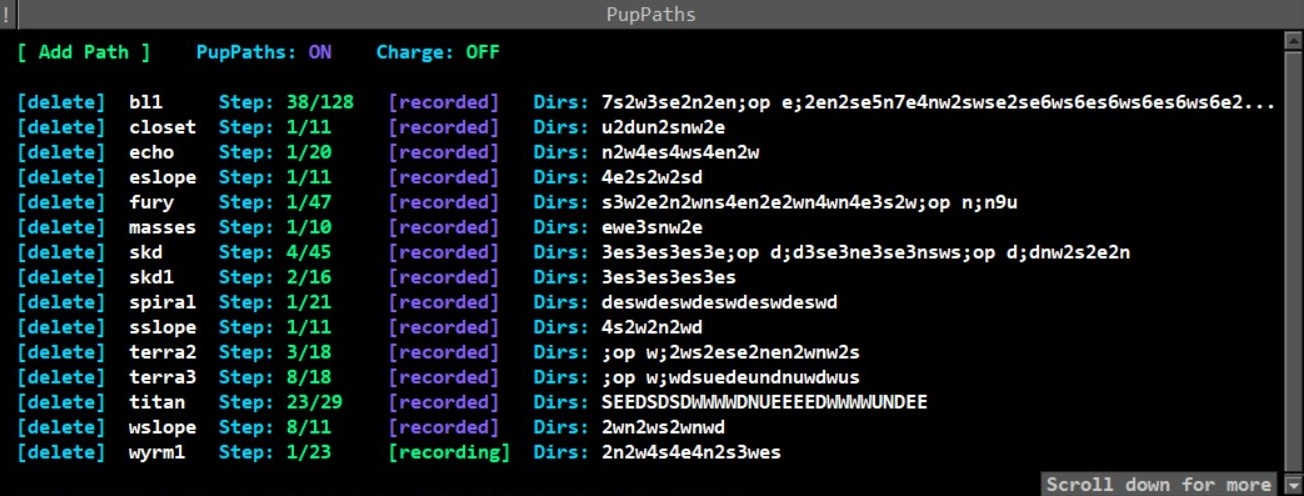 ! PupPaths
[ Add Path ] PupPaths: ON Charge: OFF
[delete] bl1 Step: 38/128 [recorded] Dirs: 7s2w3se2n2en;op e;2en2se5n7e4nw2swse2se6ws6es6ws6es6ws6e2...
[delete] closet Step: 1/11 [recorded] Dirs: u2dun2snw2e
[delete] echo Step: 1/20 [recorded] Dirs: n2w4es4ws4en2w
[delete] eslope Step: 1/11 [recorded] Dirs: 4e2s2w2sd
[delete] fury Step: 1/47 [recorded] Dirs: s3w2e2n2wns4en2e2wn4wn4e3s2w;op n;n9u
[delete] masses Step: 1/10 [recorded] Dirs: ewe3snw2e
[delete] skd Step: 4/45 [recorded] Dirs: 3es3es3es3e;op d;d3se3ne3se3nsws;op d;dnw2s2e2n
[delete] skd1 Step: 2/16 [recorded] Dirs: 3es3es3es3es
[delete] spiral Step: 1/21 [recorded] Dirs: deswdeswdeswdeswdeswd
[delete] sslope Step: 1/11 [recorded] Dirs: 4s2w2n2wd
[delete] terra2 Step: 3/18 [recorded] Dirs: ;op w;2ws2ese2nen2wnw2s
[delete] terra3 Step: 8/18 [recorded] Dirs: ;op w;wdsuedeundnuwdwus
[delete] titan Step: 23/29 [recorded] Dirs: SEEDSDSDWWWWDNUEEEEDWWWWUNDEE
[delete] wslope Step: 8/11 [recorded] Dirs: 2wn2ws2wnwd
[delete] wyrm1 Step: 1/23 [recording] Dirs: 2n2w4s4e4n2s3wes
Scroll down for more